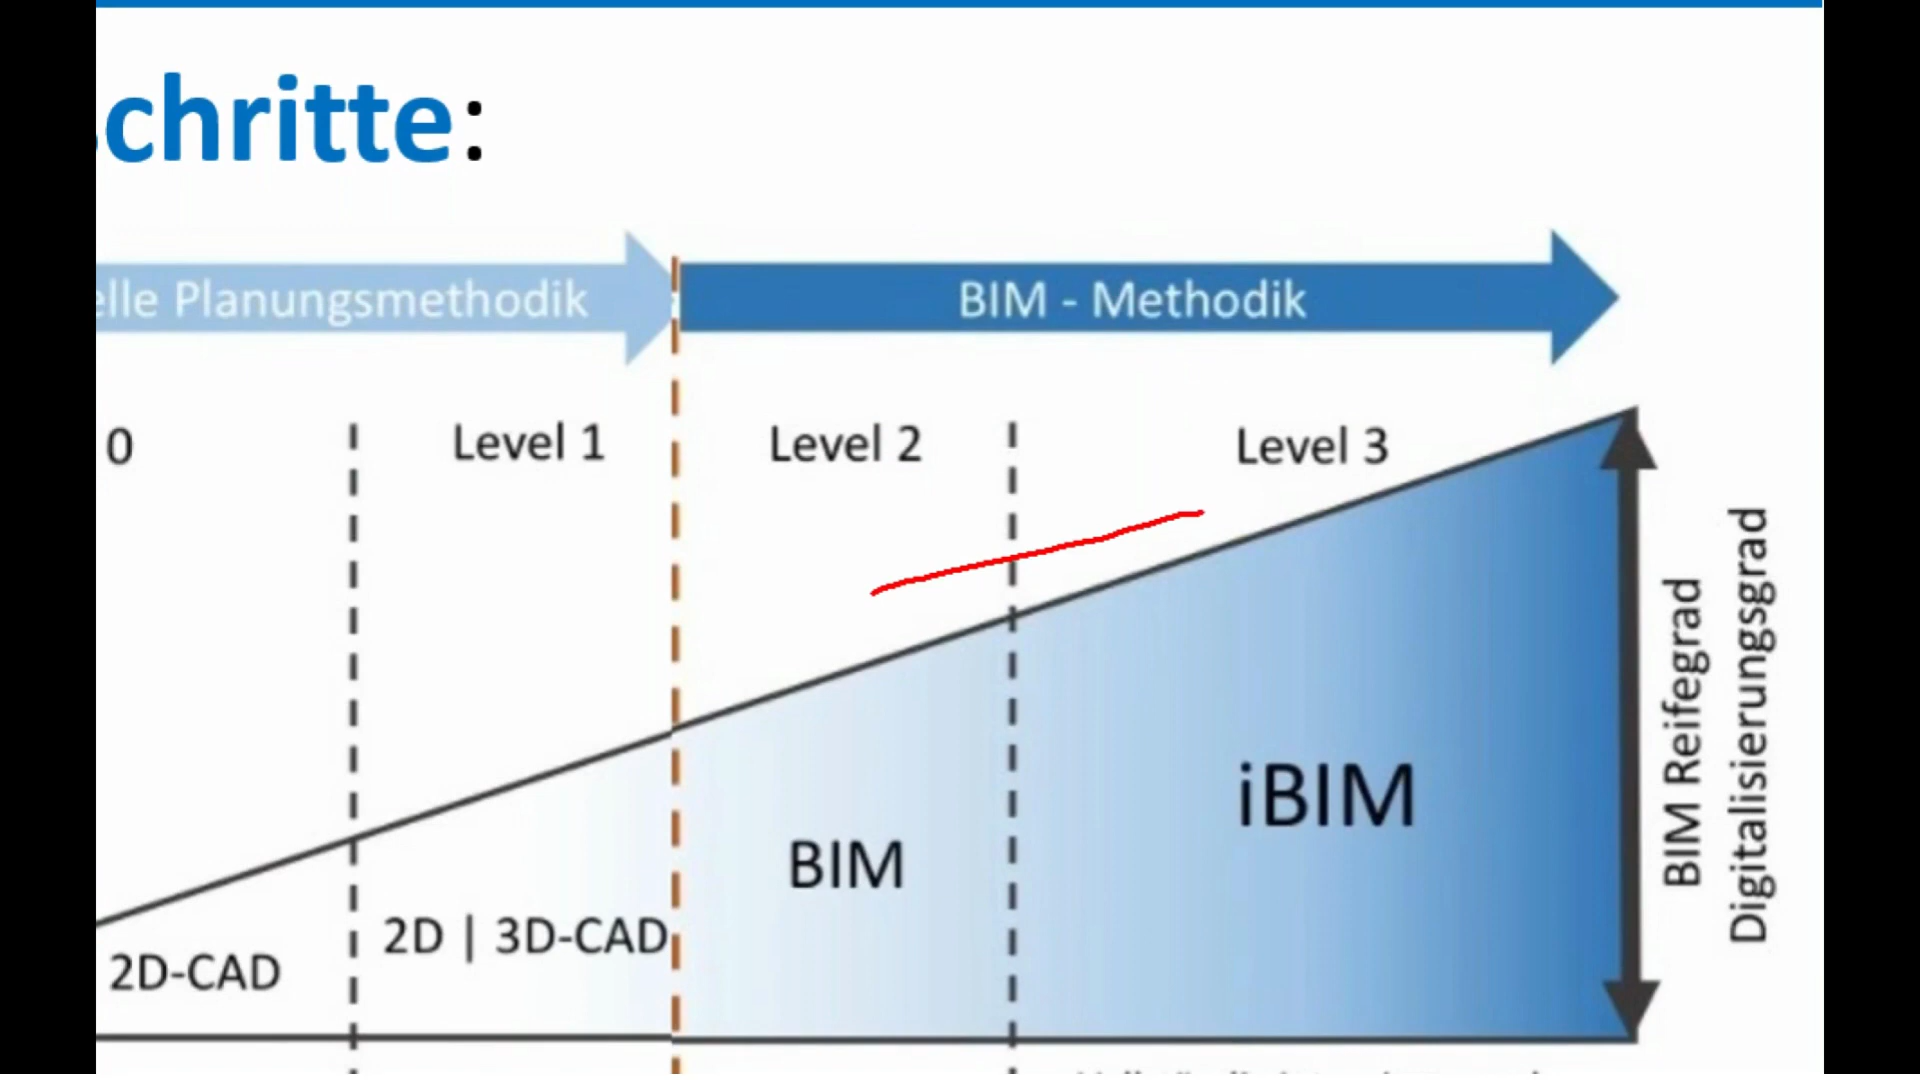 chritte:
elle Planungsmethodik
BIM - Methodik
0
Level 1
Level 2
Level 3
2D-CAD
2D | 3D-CAD
BIM
iBIM
BIM Reifegrad
Digitalisierungsgrad